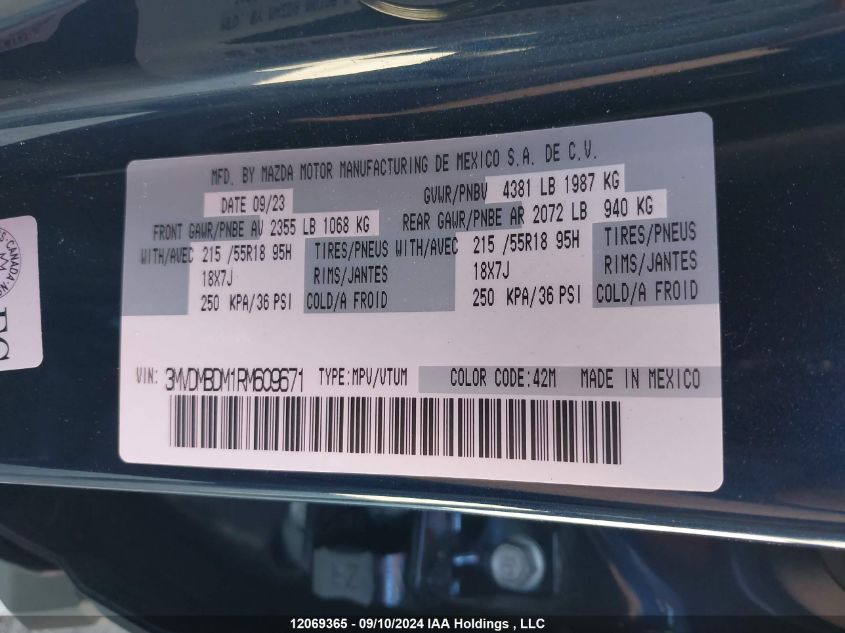 MFD. BY MAZDA MOTOR MANUFACTURING DE MEXICO S.A. DE C.V.
DATE 09/23 GVWR/PNBV 4381 LB 1987 KG
FRONT GAWR/PNBE AV 2355 LB 1068 KG REAR GAWR/PNBE AR 2072 LB 940 KG
WITH/AVEC 215 /55R18 95H TIRES/PNEUS WITH/AVEC 215 /55R18 95H TIRES/PNEUS
18X7J RIMS/JANTES 18X7J RIMS/JANTES
250 KPA/36 PSI COLD/A FROID 250 KPA/36 PSI COLD/A FROID
VIN: 3MVDMBDM1RM609671 TYPE:MPV/VTUM COLOR CODE:42M MADE IN MEXICO
CANADA
12069365 - 09/10/2024 IAA Holdings , LLC